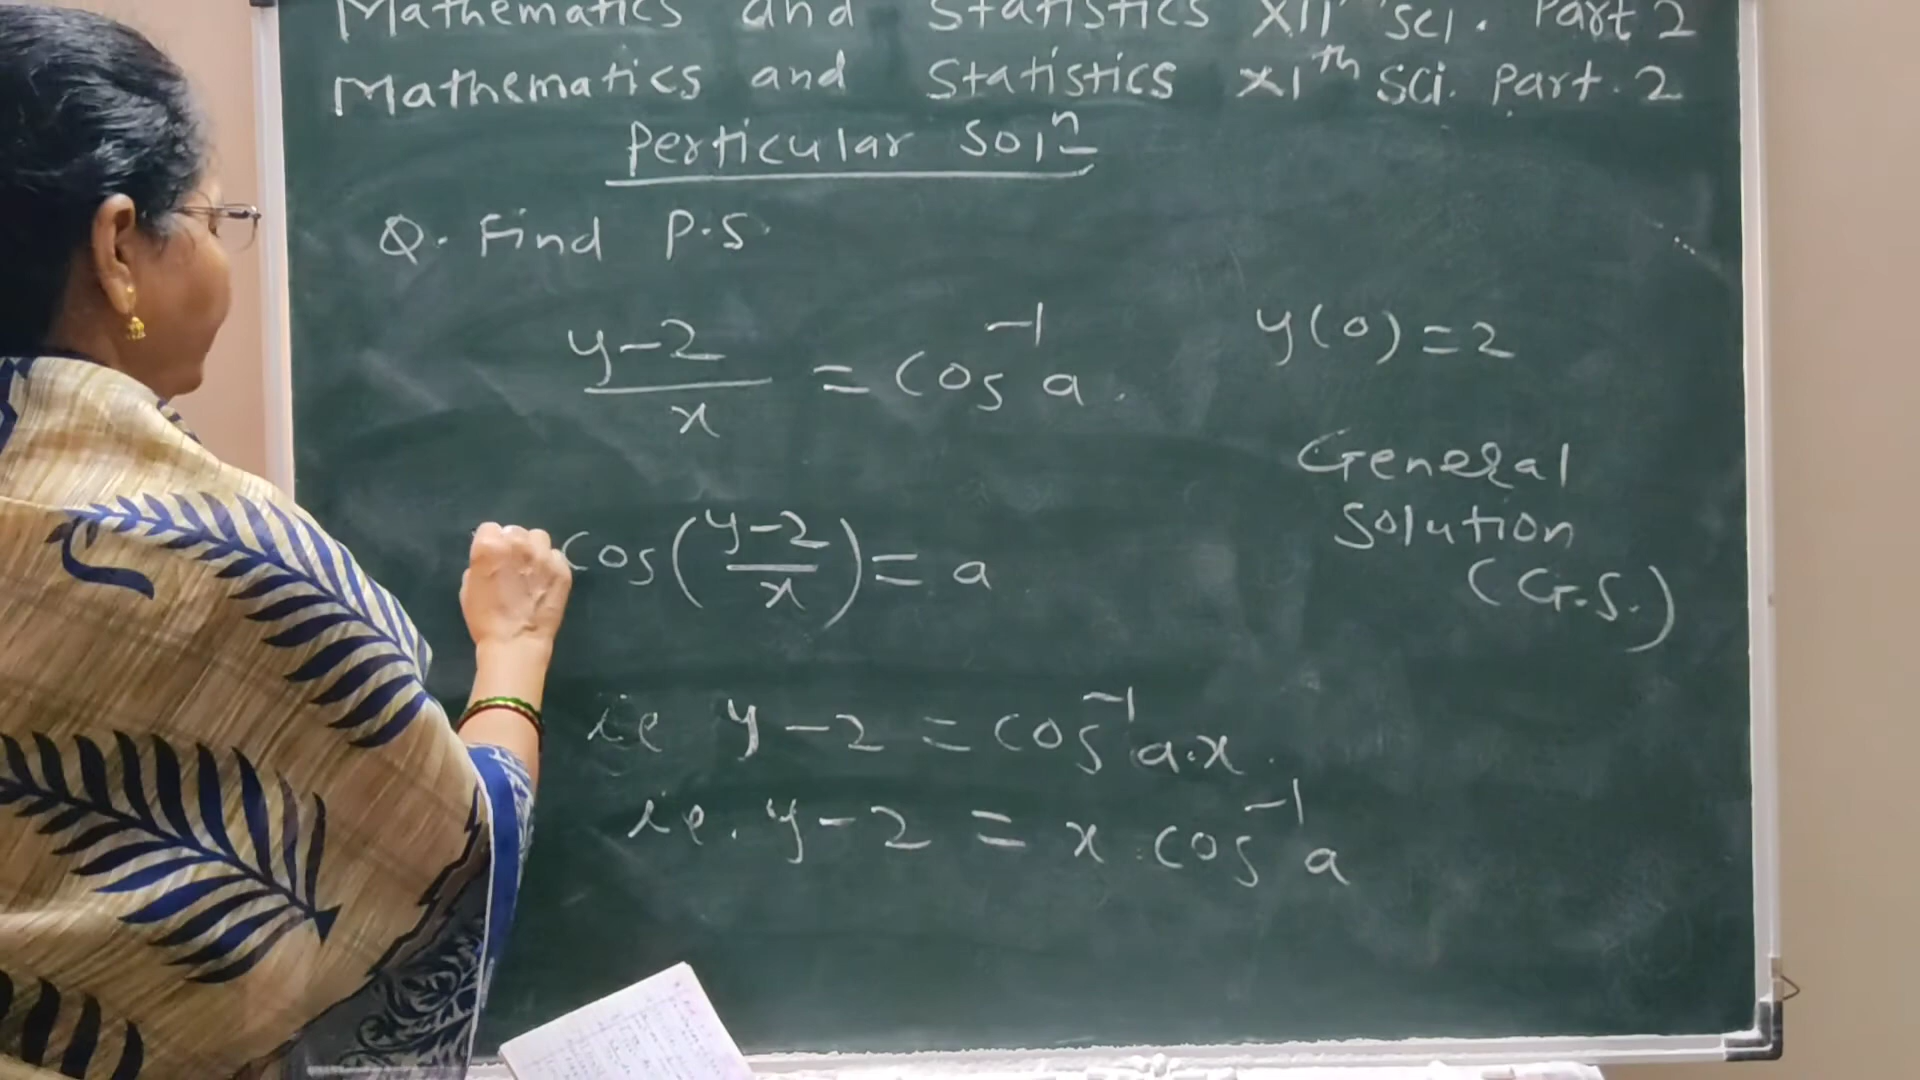 Mathematics and Statistics XII Sci. Part 2
Mathematics and Statistics XIth Sci. Part. 2
Perticular Solⁿ
Q. Find P.S.
(y-2)/x = cos⁻¹ a.
y(0) = 2
General
Solution
(G.S.)
cos((y-2)/x) = a
ie y-2 = cos⁻¹ a.x.
i.e. y-2 = x.cos⁻¹ a